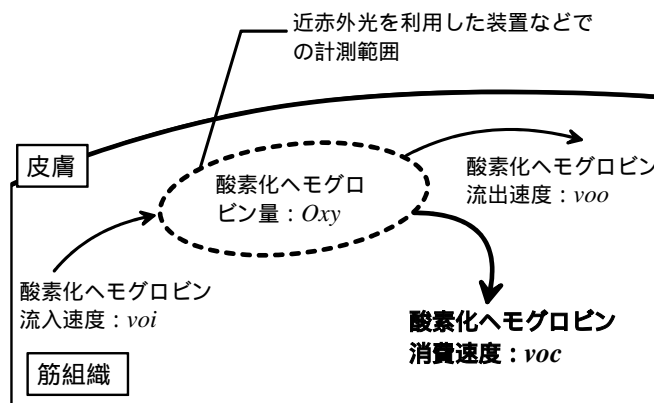 近赤外光を利用した装置などで
の計測範囲
皮膚
酸素化ヘモグロ
ビン量：Oxy
酸素化ヘモグロビン
流出速度：voo
酸素化ヘモグロビン
流入速度：voi
酸素化ヘモグロビン
消費速度：voc
筋組織